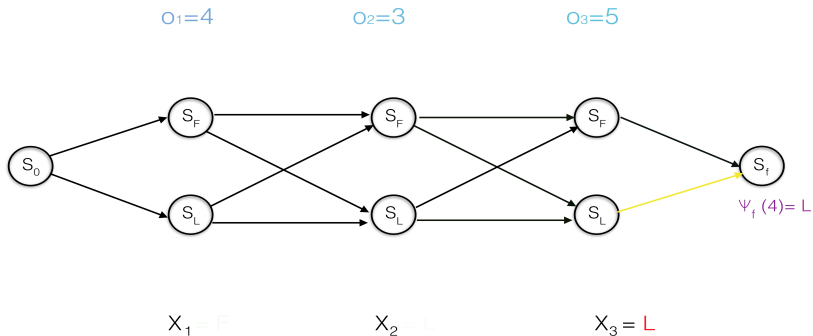 O₁=4 O₂=3 O₃=5
S_F S_F S_F
S₀ S_f
S_L S_L S_L
Ψ_f (4)= L
X₁ = F X₂ = L X₃ = L